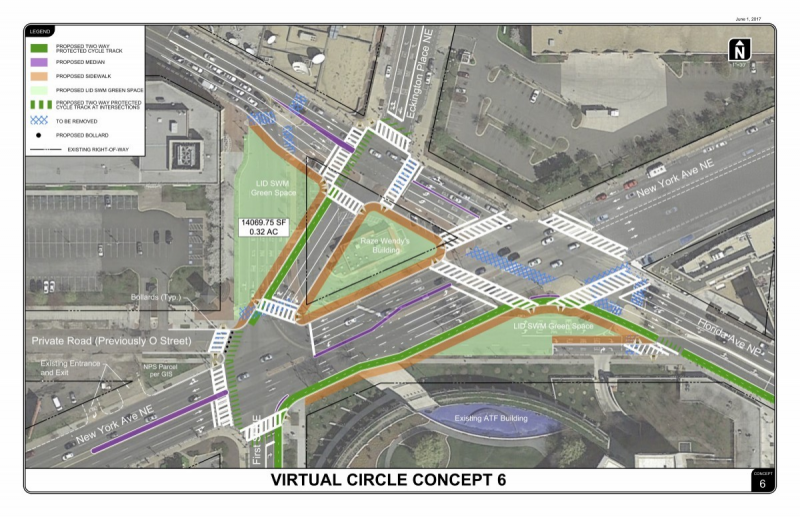 June 1, 2017
LEGEND
PROPOSED TWO WAY
PROTECTED CYCLE TRACK
PROPOSED MEDIAN
PROPOSED SIDEWALK
PROPOSED LID SWM GREEN SPACE
PROPOSED TWO WAY PROTECTED
CYCLE TRACK AT INTERSECTIONS
TO BE REMOVED
PROPOSED BOLLARD
EXISTING RIGHT-OF-WAY
Eckington Place NE
N
New York Ave NE
LID SWM
Green Space
14069.75 SF
0.32 AC
Raze Wendy's
Building
Bollards (Typ.)
Private Road (Previously O Street)
Existing Entrance
and Exit
NPS Parcel
per GIS
LID SWM Green Space
Florida Ave NE
New York Ave NE
Existing ATF Building
VIRTUAL CIRCLE CONCEPT 6
CONCEPT
6